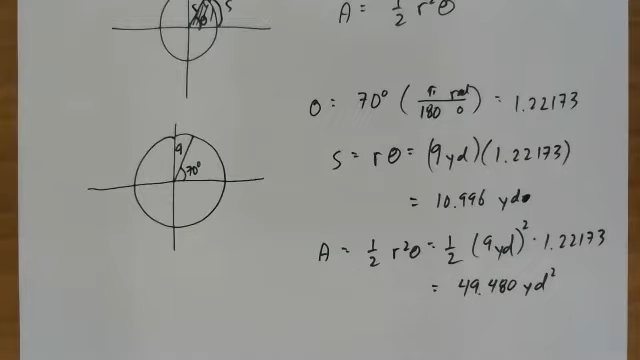 S
θ
A = 1/2 r²θ
θ = 70° ( π rad / 180 ° ) = 1.22173
9
70°
S = rθ = (9yd)(1.22173)
= 10.996 yd
A = 1/2 r²θ = 1/2 (9yd)² · 1.22173
= 49.480 yd²